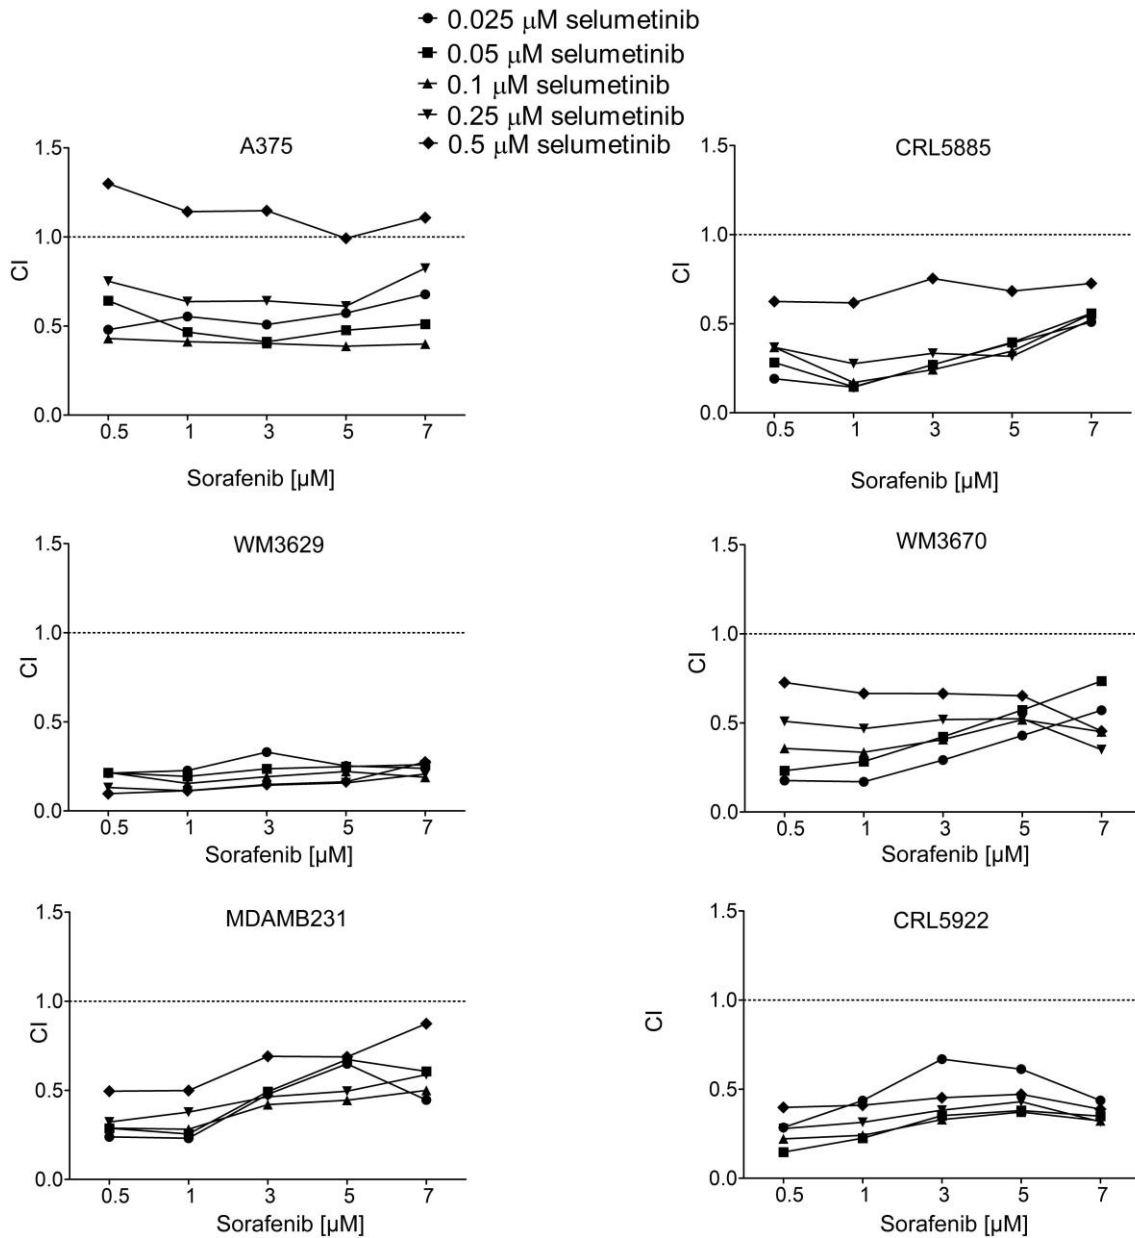 0.025 µM selumetinib
0.05 µM selumetinib
0.1 µM selumetinib
0.25 µM selumetinib
0.5 µM selumetinib
A375
1.5
1.0
0.5
0.0
CI
0.5 1 3 5 7
Sorafenib [µM]
CRL5885
1.5
1.0
0.5
0.0
CI
0.5 1 3 5 7
Sorafenib [µM]
WM3629
1.5
1.0
0.5
0.0
CI
0.5 1 3 5 7
Sorafenib [µM]
WM3670
1.5
1.0
0.5
0.0
CI
0.5 1 3 5 7
Sorafenib [µM]
MDAMB231
1.5
1.0
0.5
0.0
CI
0.5 1 3 5 7
Sorafenib [µM]
CRL5922
1.5
1.0
0.5
0.0
CI
0.5 1 3 5 7
Sorafenib [µM]